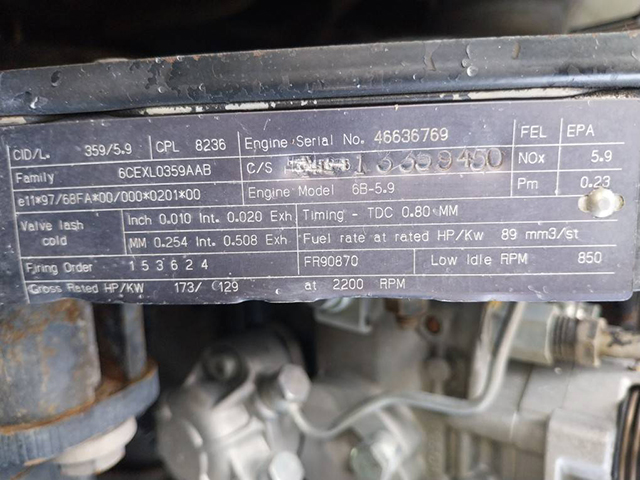 CID/L. 359/5.9 CPL 8236 Engine Serial No. 46636769 FEL EPA
Family 6CEXL0359AAB C/S 13399450 NOx 5.9
e11*97/68FA*00/000*0201*00 Engine Model 6B-5.9 Pm 0.23
Valve lash cold Inch 0.010 Int. 0.020 Exh Timing - TDC 0.80 MM
MM 0.254 Int. 0.508 Exh Fuel rate at rated HP/Kw 89 mm3/st
Firing Order 1 5 3 6 2 4 FR90870 Low Idle RPM 850
Gross Rated HP/KW 173/ (129 at 2200 RPM